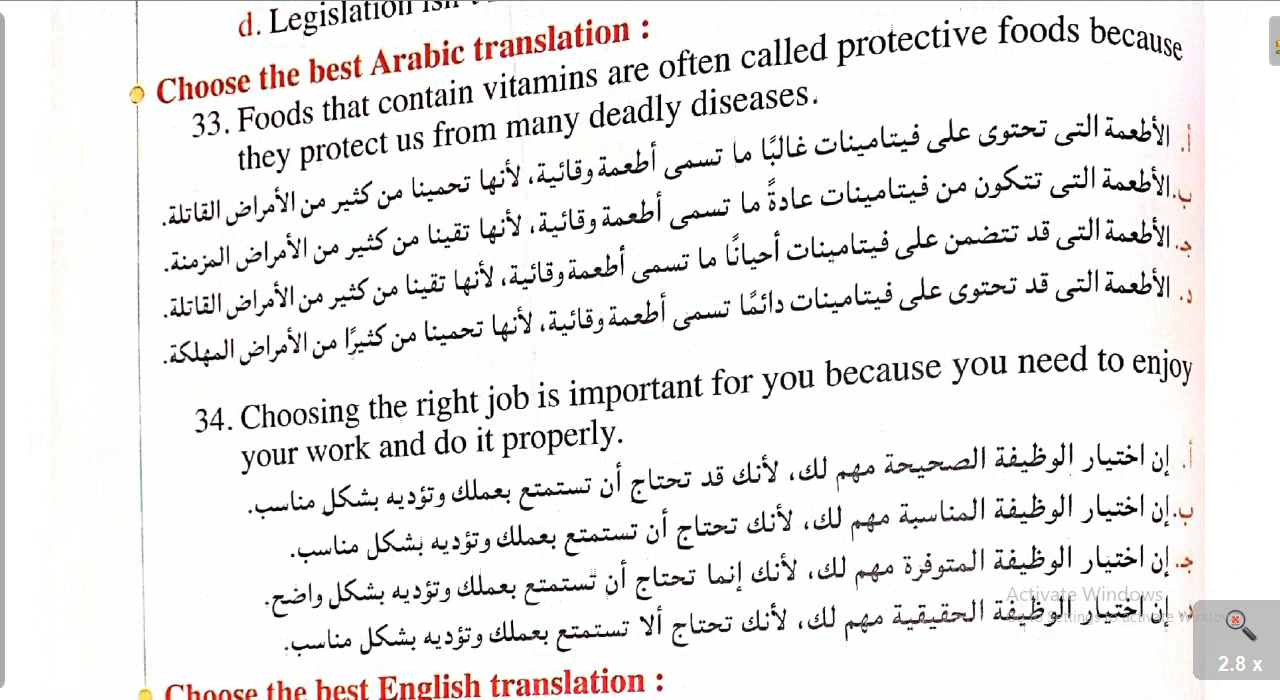 d. Legislation
Choose the best Arabic translation :
33. Foods that contain vitamins are often called protective foods because
they protect us from many deadly diseases.
أ. الأطعمة التى تحتوى على فيتامينات غالبًا ما تسمى أطعمة وقائية، لأنها تحمينا من كثير من الأمراض القاتلة.
ب. الأطعمة التى تتكون من فيتامينات عادةً ما تسمى أطعمة وقائية، لأنها تقينا من كثير من الأمراض المزمنة.
جـ. الأطعمة التى قد تتضمن على فيتامينات أحيانًا ما تسمى أطعمة وقائية، لأنها تقينا من كثير من الأمراض القاتلة.
د. الأطعمة التى قد تحتوى على فيتامينات دائمًا تسمى أطعمة وقائية، لأنها تحمينا من كثيرًا من الأمراض المهلكة.
34. Choosing the right job is important for you because you need to enjoy
your work and do it properly.
أ. إن اختيار الوظيفة الصحيحة مهم لك، لأنك قد تحتاج أن تستمتع بعملك وتؤديه بشكل مناسب.
ب. إن اختيار الوظيفة المناسبة مهم لك، لأنك تحتاج أن تستمتع بعملك وتؤديه بشكل مناسب.
جـ. إن اختيار الوظيفة المتوفرة مهم لك، لأنك إنما تحتاج أن تستمتع بعملك وتؤديه بشكل واضح.
Activate Windows
د. إن اختيار الوظيفة الحقيقية مهم لك، لأنك تحتاج ألا تستمتع بعملك وتؤديه بشكل مناسب.
2.8 x
Choose the best English translation :